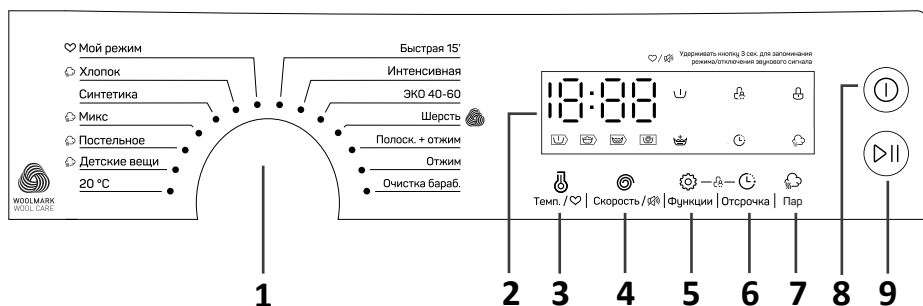 Мой режим
Хлопок
Синтетика
Микс
Постельное
Детские вещи
20 °C
WOOLMARK
WOOL CARE
Быстрая 15'
Интенсивная
ЭКО 40-60
Шерсть
Полоск. + отжим
Отжим
Очистка бараб.
Удерживать кнопку 3 сек. для запоминания
режима/отключения звукового сигнала
18:88
Темп. / Скорость / Функции Отсрочка Пар
1 2 3 4 5 6 7 8 9